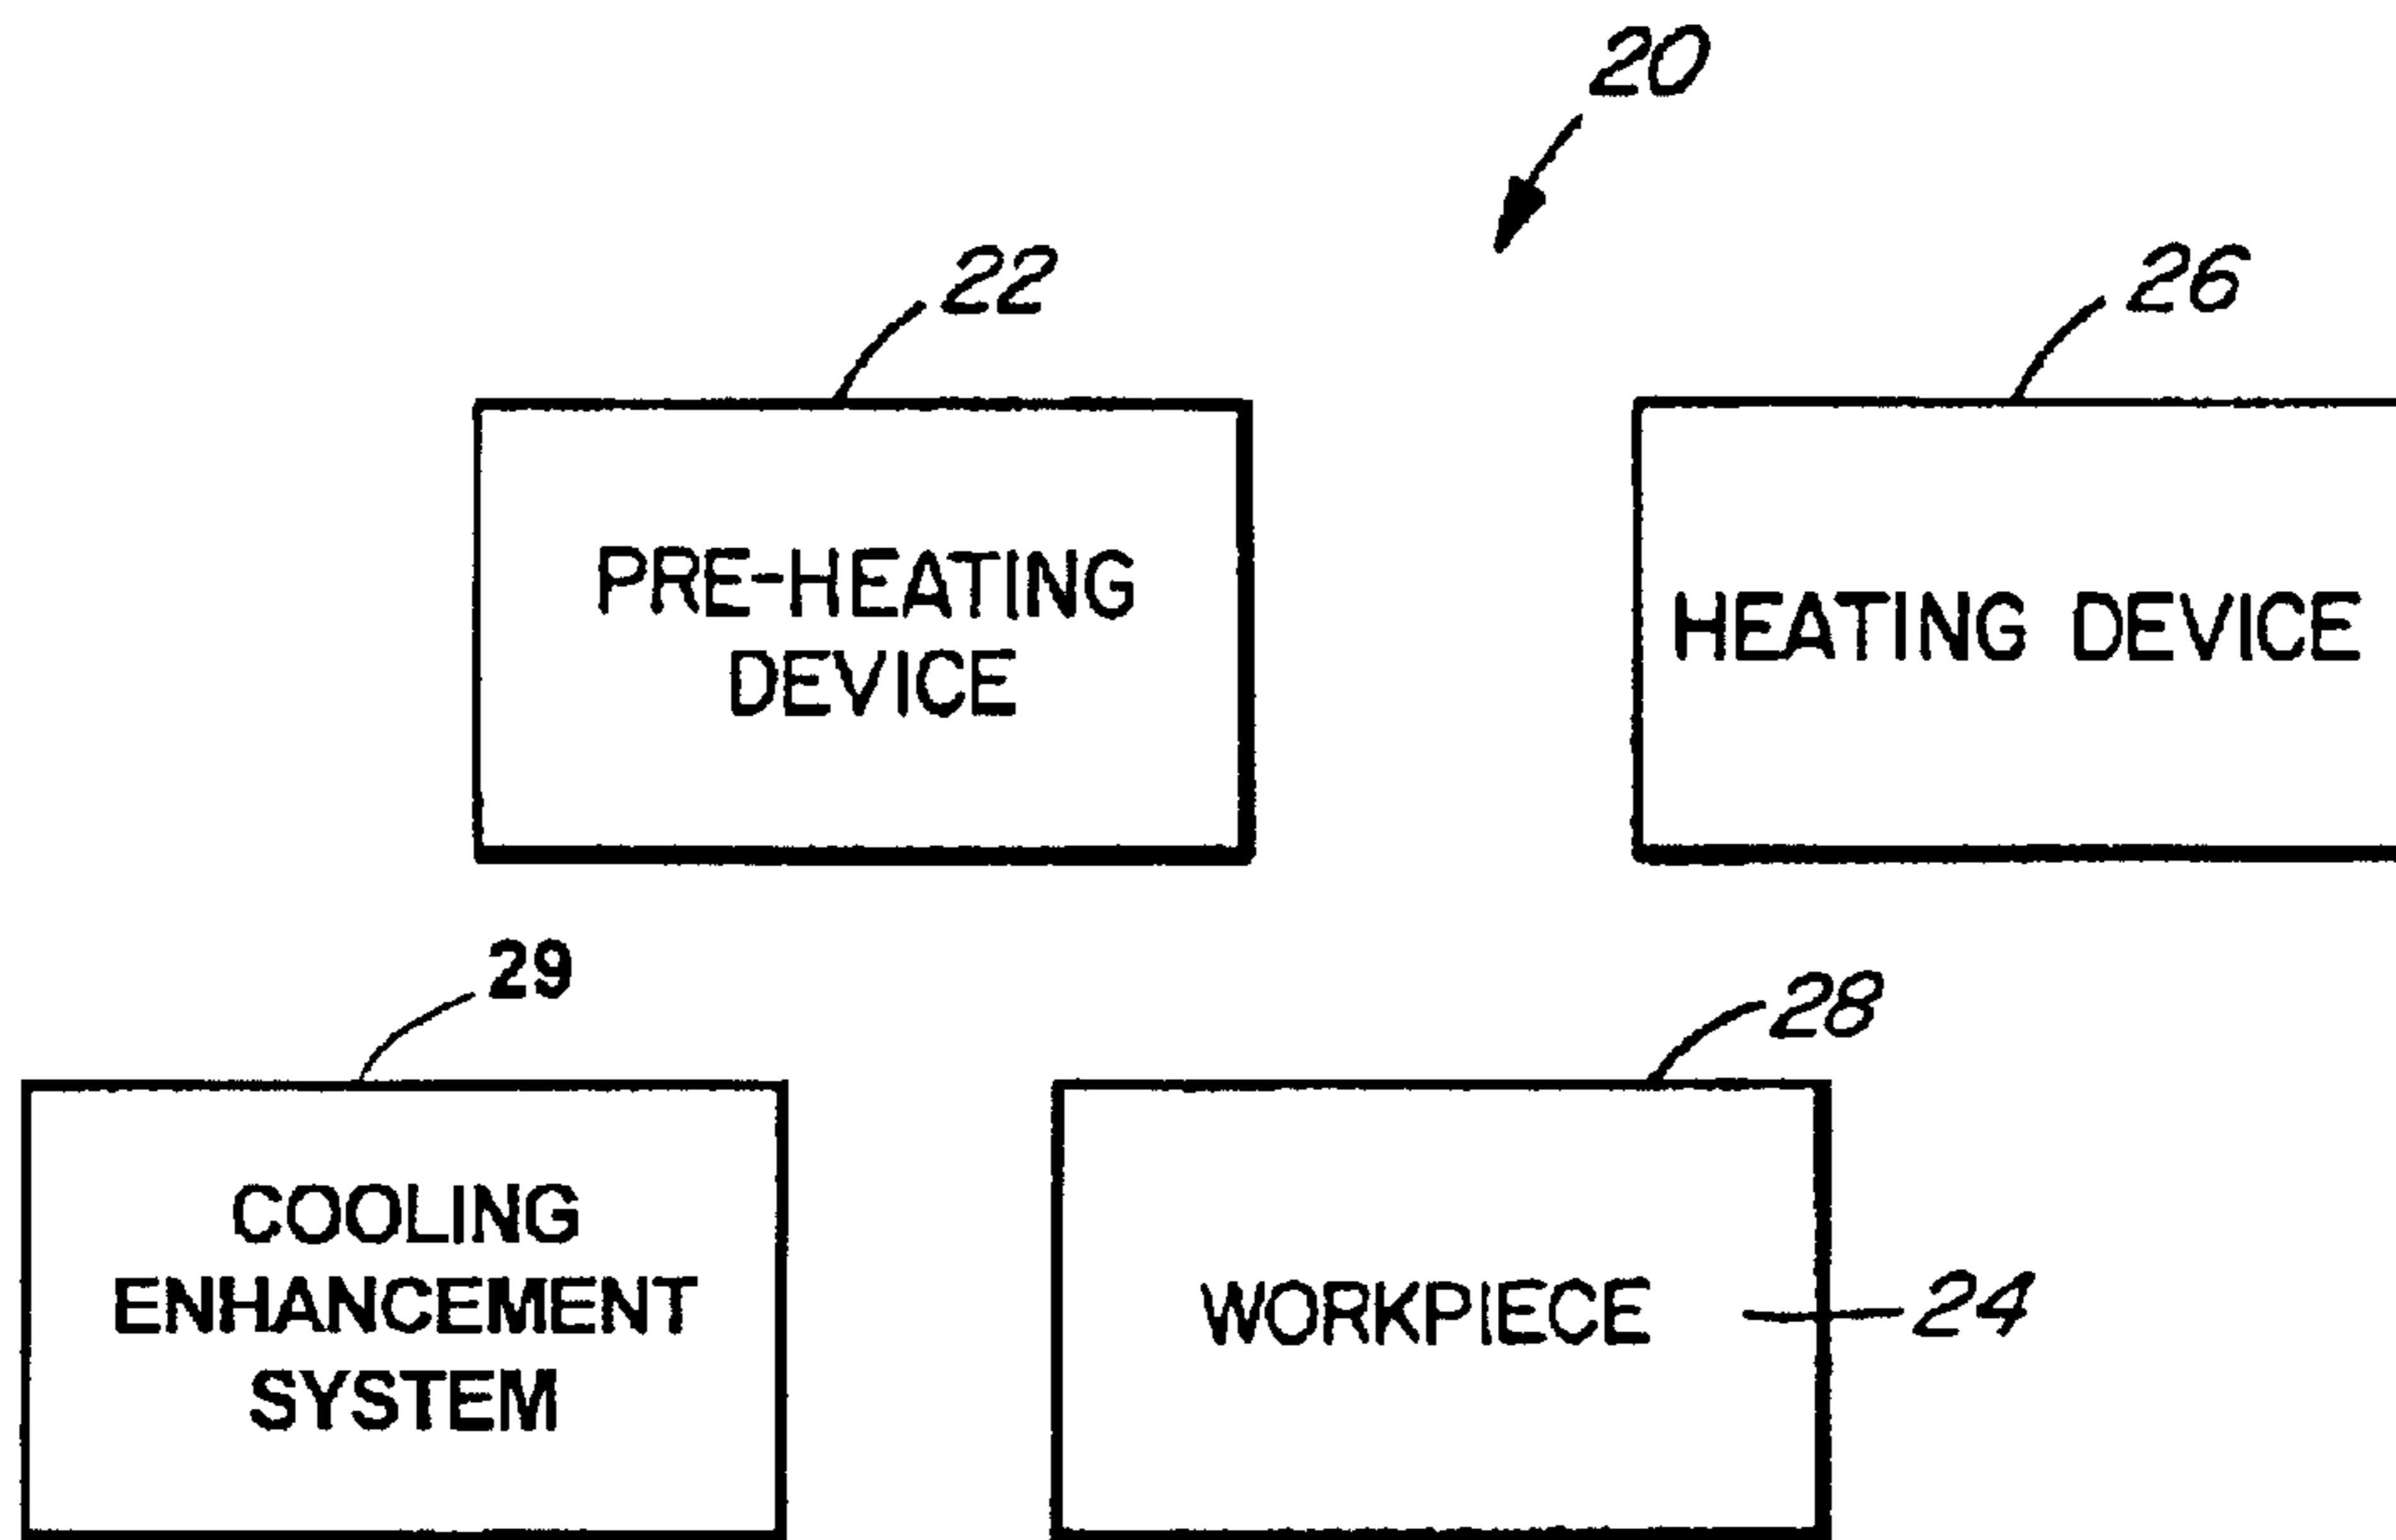 20
22
26
PRE-HEATING
DEVICE
HEATING DEVICE
29
28
COOLING
ENHANCEMENT
SYSTEM
WORKPIECE
24